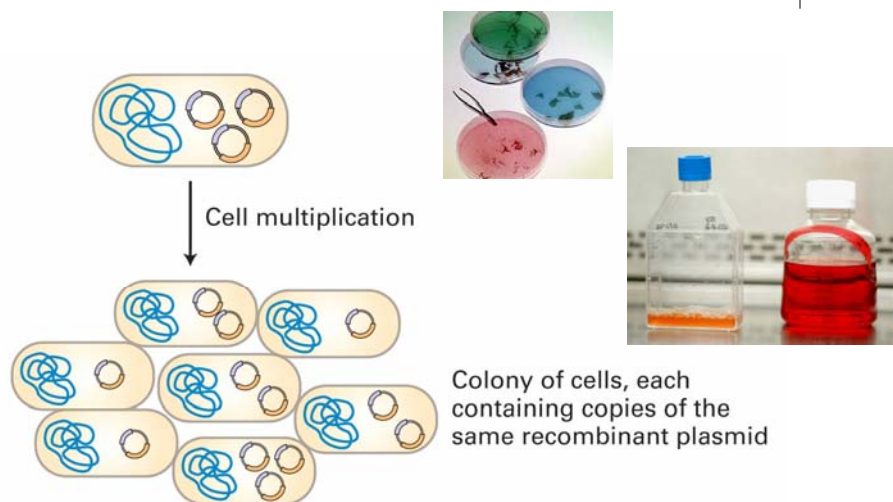 Cell multiplication
Colony of cells, each
containing copies of the
same recombinant plasmid